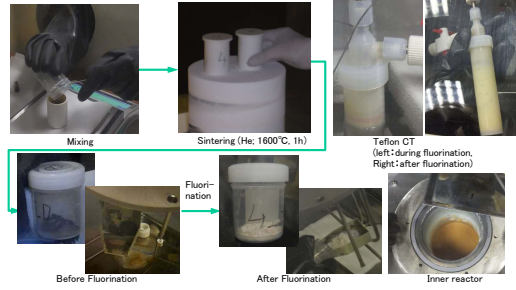 Mixing
Sintering (He; 1600℃, 1h)
Teflon CT
(left:during fluorination,
Right:after fluorination)
Fluori-
nation
4
Before Fluorination
After Fluorination
Inner reactor